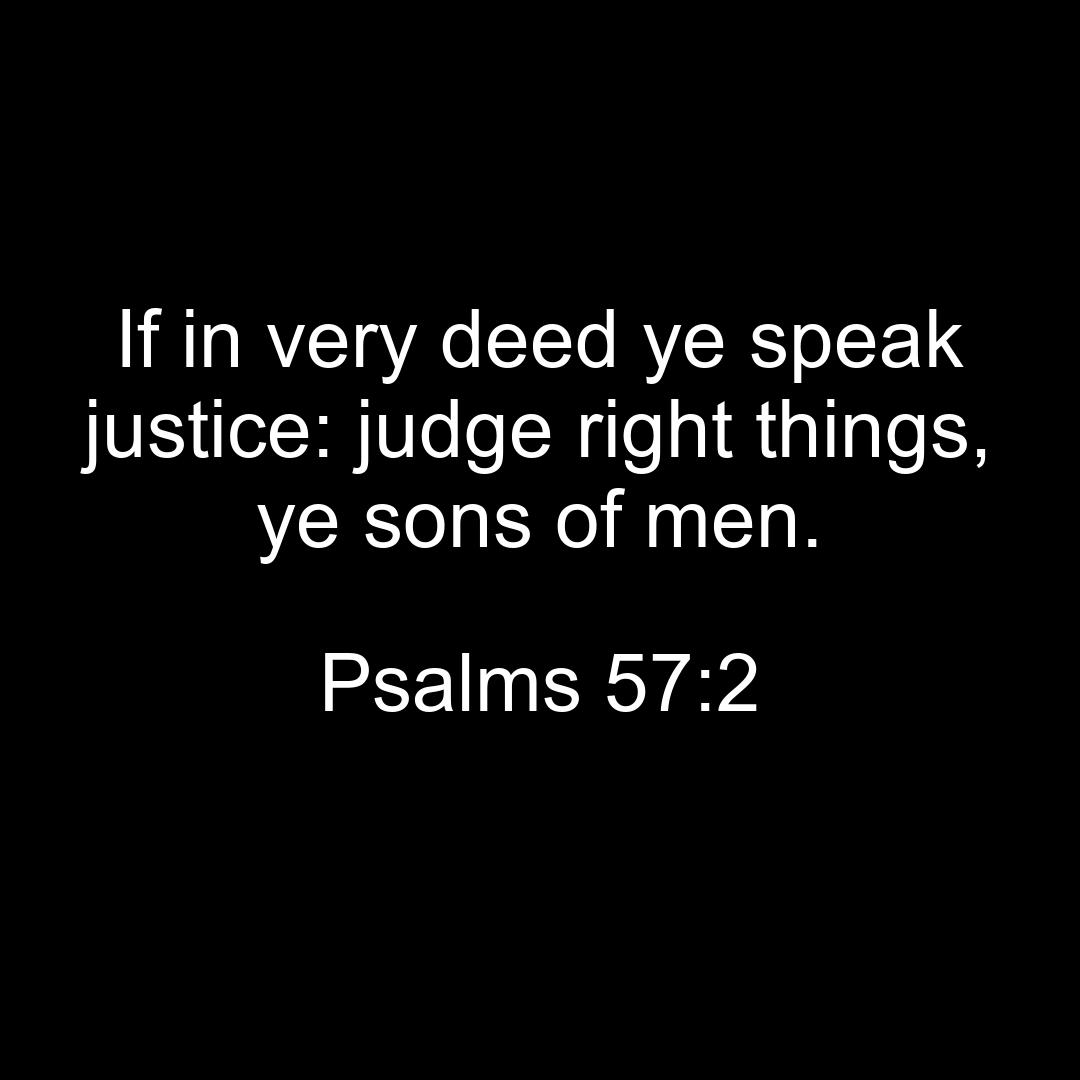 If in very deed ye speak
justice: judge right things,
ye sons of men.
Psalms 57:2